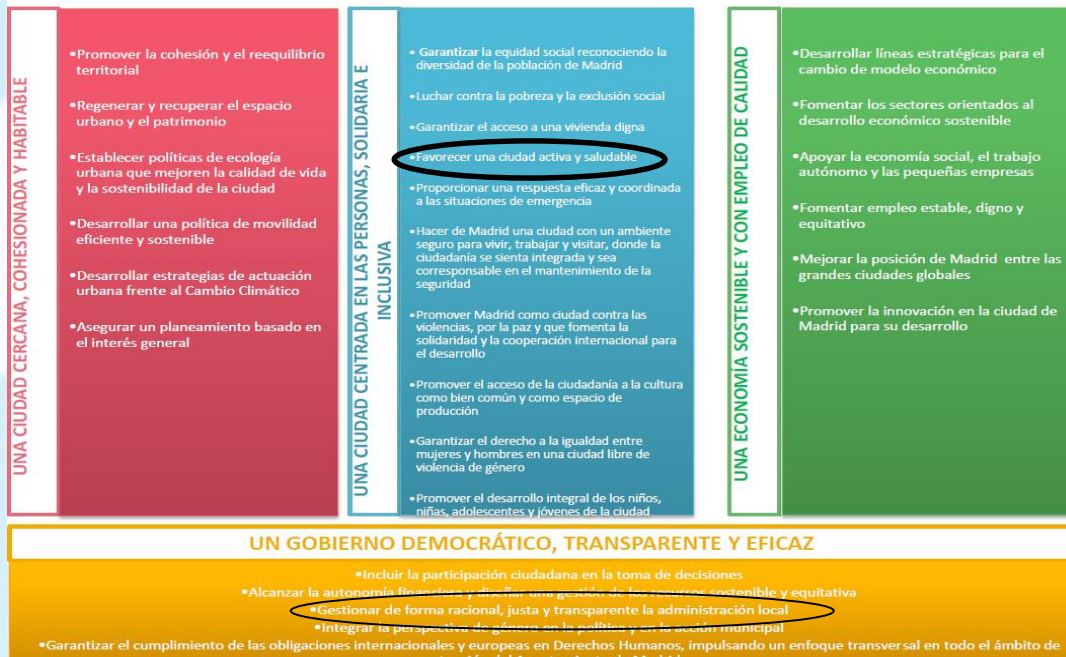 UNA CIUDAD CERCANA, COHESIONADA Y HABITABLE
•Promover la cohesión y el reequilibrio
territorial
•Regenerar y recuperar el espacio
urbano y el patrimonio
•Establecer políticas de ecología
urbana que mejoren la calidad de vida
y la sostenibilidad de la ciudad
•Desarrollar una política de movilidad
eficiente y sostenible
•Desarrollar estrategias de actuación
urbana frente al Cambio Climático
•Asegurar un planeamiento basado en
el interés general
UNA CIUDAD CENTRADA EN LAS PERSONAS, SOLIDARIA E
INCLUSIVA
• Garantizar la equidad social reconociendo la
diversidad de la población de Madrid
•Luchar contra la pobreza y la exclusión social
•Garantizar el acceso a una vivienda digna
•Favorecer una ciudad activa y saludable
•Proporcionar una respuesta eficaz y coordinada
a las situaciones de emergencia
•Hacer de Madrid una ciudad con un ambiente
seguro para vivir, trabajar y visitar, donde la
ciudadanía se sienta integrada y sea
corresponsable en el mantenimiento de la
seguridad
•Promover Madrid como ciudad contra las
violencias, por la paz y que fomenta la
solidaridad y la cooperación internacional para
el desarrollo
•Promover el acceso de la ciudadanía a la cultura
como bien común y como espacio de
producción
•Garantizar el derecho a la igualdad entre
mujeres y hombres en una ciudad libre de
violencia de género
•Promover el desarrollo integral de los niños,
niñas, adolescentes y jóvenes de la ciudad
UNA ECONOMÍA SOSTENIBLE Y CON EMPLEO DE CALIDAD
•Desarrollar líneas estratégicas para el
cambio de modelo económico
•Fomentar los sectores orientados al
desarrollo económico sostenible
•Apoyar la economía social, el trabajo
autónomo y las pequeñas empresas
•Fomentar empleo estable, digno y
equitativo
•Mejorar la posición de Madrid entre las
grandes ciudades globales
•Promover la innovación en la ciudad de
Madrid para su desarrollo
UN GOBIERNO DEMOCRÁTICO, TRANSPARENTE Y EFICAZ
•Incluir la participación ciudadana en la toma de decisiones
•Alcanzar la autonomía financiera y diseñar una gestión de los recursos sostenible y equitativa
•Gestionar de forma racional, justa y transparente la administración local
•Integrar la perspectiva de género en la política y en la acción municipal
•Garantizar el cumplimiento de las obligaciones internacionales y europeas en Derechos Humanos, impulsando un enfoque transversal en todo el ámbito de